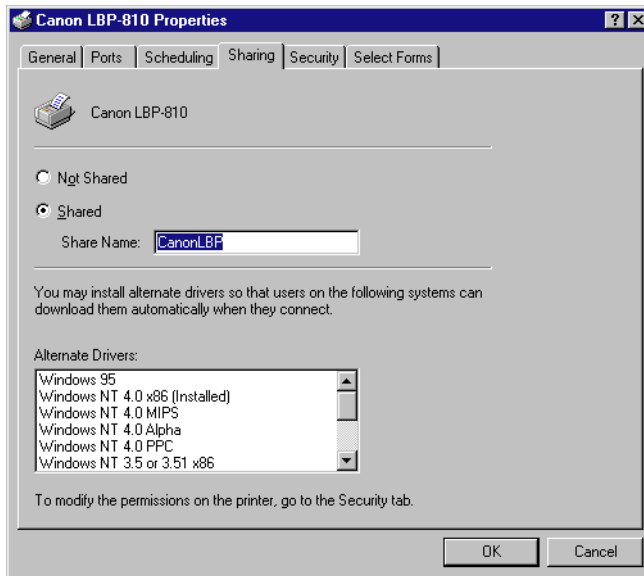 Canon LBP-810 Properties
General Ports Scheduling Sharing Security Select Forms
Canon LBP-810
Not Shared
Shared
Share Name: CanonLBP
You may install alternate drivers so that users on the following systems can
download them automatically when they connect.
Alternate Drivers:
Windows 95
Windows NT 4.0 x86 (Installed)
Windows NT 4.0 MIPS
Windows NT 4.0 Alpha
Windows NT 4.0 PPC
Windows NT 3.5 or 3.51 x86
To modify the permissions on the printer, go to the Security tab.
OK Cancel